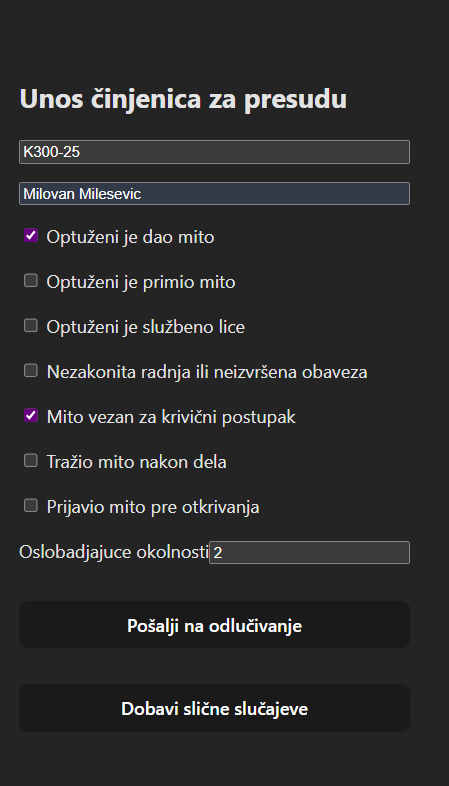 Unos činjenica za presudu
K300-25
Milovan Milesevic
Optuženi je dao mito
Optuženi je primio mito
Optuženi je službeno lice
Nezakonita radnja ili neizvršena obaveza
Mito vezan za krivični postupak
Tražio mito nakon dela
Prijavio mito pre otkrivanja
Oslobadjajuce okolnosti 2
Pošalji na odlučivanje
Dobavi slične slučajeve